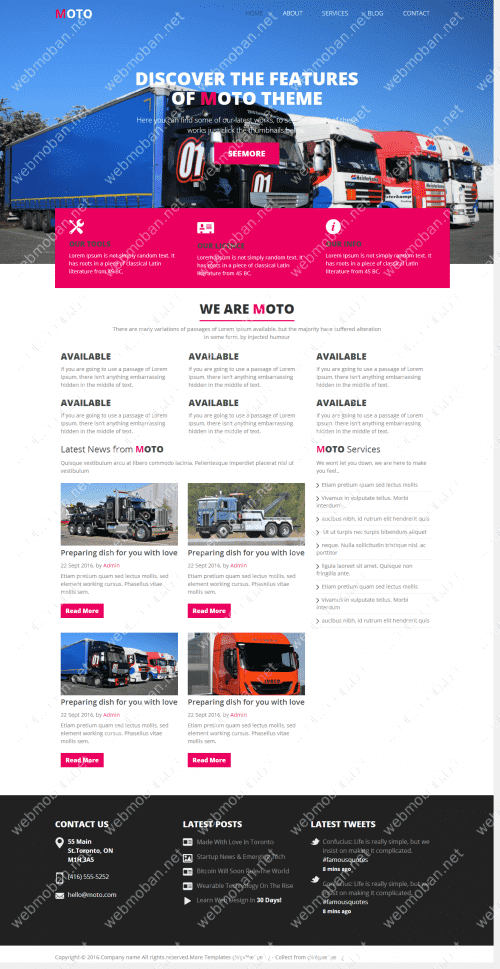 MOTO
HOME ABOUT SERVICES BLOG CONTACT
DISCOVER THE FEATURES
OF MOTO THEME
Here you can find some of our latest works, to see
works just click the thumbnails below.
SEEMORE
Lorem Ipsum is not simply random text. It
has roots in a piece of classical Latin
literature from 45 BC.
Lorem Ipsum is not simply random text. It
has roots in a piece of classical Latin
literature from 45 BC.
Lorem Ipsum is not simply random text. It
has roots in a piece of classical Latin
literature from 45 BC.
WE ARE MOTO
There are many variations of passages of Lorem Ipsum available, but the majority have suffered alteration
in some form, by injected humour
AVAILABLE
If you are going to use a passage of Lorem
Ipsum, there isn't anything embarrassing
hidden in the middle of text.
AVAILABLE
If you are going to use a passage of Lorem
Ipsum, there isn't anything embarrassing
hidden in the middle of text.
AVAILABLE
If you are going to use a passage of Lorem
Ipsum, there isn't anything embarrassing
hidden in the middle of text.
AVAILABLE
If you are going to use a passage of Lorem
Ipsum, there isn't anything embarrassing
hidden in the middle of text.
AVAILABLE
If you are going to use a passage of Lorem
Ipsum, there isn't anything embarrassing
hidden in the middle of text.
AVAILABLE
If you are going to use a passage of Lorem
Ipsum, there isn't anything embarrassing
hidden in the middle of text.
Latest News from MOTO
Quisque vestibulum arcu at libero commodo lacinia. Pellentesque imperdiet placerat nisl ut
vestibulum
Preparing dish for you with love
22 Sept 2016, by Admin
Etiam pretium quam sed lectus mollis, sed
element working cursus. Phasellus vitae
mollis sem.
Read More
Preparing dish for you with love
22 Sept 2016, by Admin
Etiam pretium quam sed lectus mollis, sed
element working cursus. Phasellus vitae
mollis sem.
Read More
Preparing dish for you with love
22 Sept 2016, by Admin
Etiam pretium quam sed lectus mollis, sed
element working cursus. Phasellus vitae
mollis sem.
Read More
Preparing dish for you with love
22 Sept 2016, by Admin
Etiam pretium quam sed lectus mollis, sed
element working cursus. Phasellus vitae
mollis sem.
Read More
MOTO Services
We wont let you down, we are here to make
you feel..
Etiam pretium quam sed lectus mollis
Vivamus in vulputate tellus. Morbi
interdum
aucibus nibh, id rutrum elit hendrerit quis
sit ut turpis nec turpis bibendum aliquet
neque. Nulla sollicitudin tristique nisl, ac
porttitor
ligula laoreet sit amet. Quisque non
fringilla ante.
Etiam pretium quam sed lectus mollis
Vivamus in vulputate tellus. Morbi
interdum
aucibus nibh, id rutrum elit hendrerit quis
CONTACT US
55 Main
St.Toronto, ON
M1H 3A5
(416) 555-5252
hello@moto.com
LATEST POSTS
Made With Love In Toronto
Startup News & Emerging Tech
Bitcoin Will Soon Rule The World
Wearable Technology On The Rise
Learn Web Design in 30 Days!
LATEST TWEETS
Confucius: Life is really simple, but we
insist on making it complicated.
#famousquotes
8 mins ago
Confucius: Life is really simple, but we
insist on making it complicated.
#famousquotes
8 mins ago
Copyright © 2016.Company name All rights reserved.More Templates - Collect from
webmoban.net